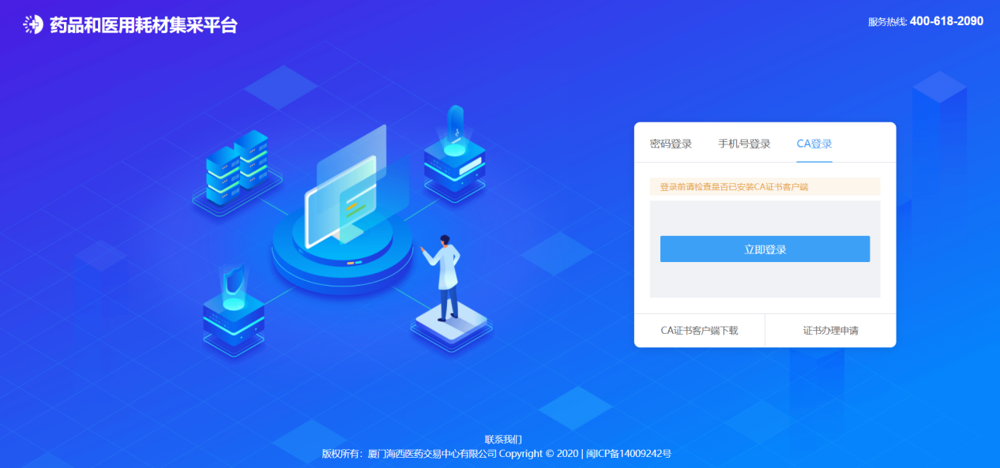 药品和医用耗材集采平台
服务热线: 400-618-2090
密码登录 手机号登录 CA登录
登录前请检查是否已安装CA证书客户端
立即登录
CA证书客户端下载 证书办理申请
联系我们
版权所有：厦门海西医药交易中心有限公司 Copyright © 2020 | 闽ICP备14009242号